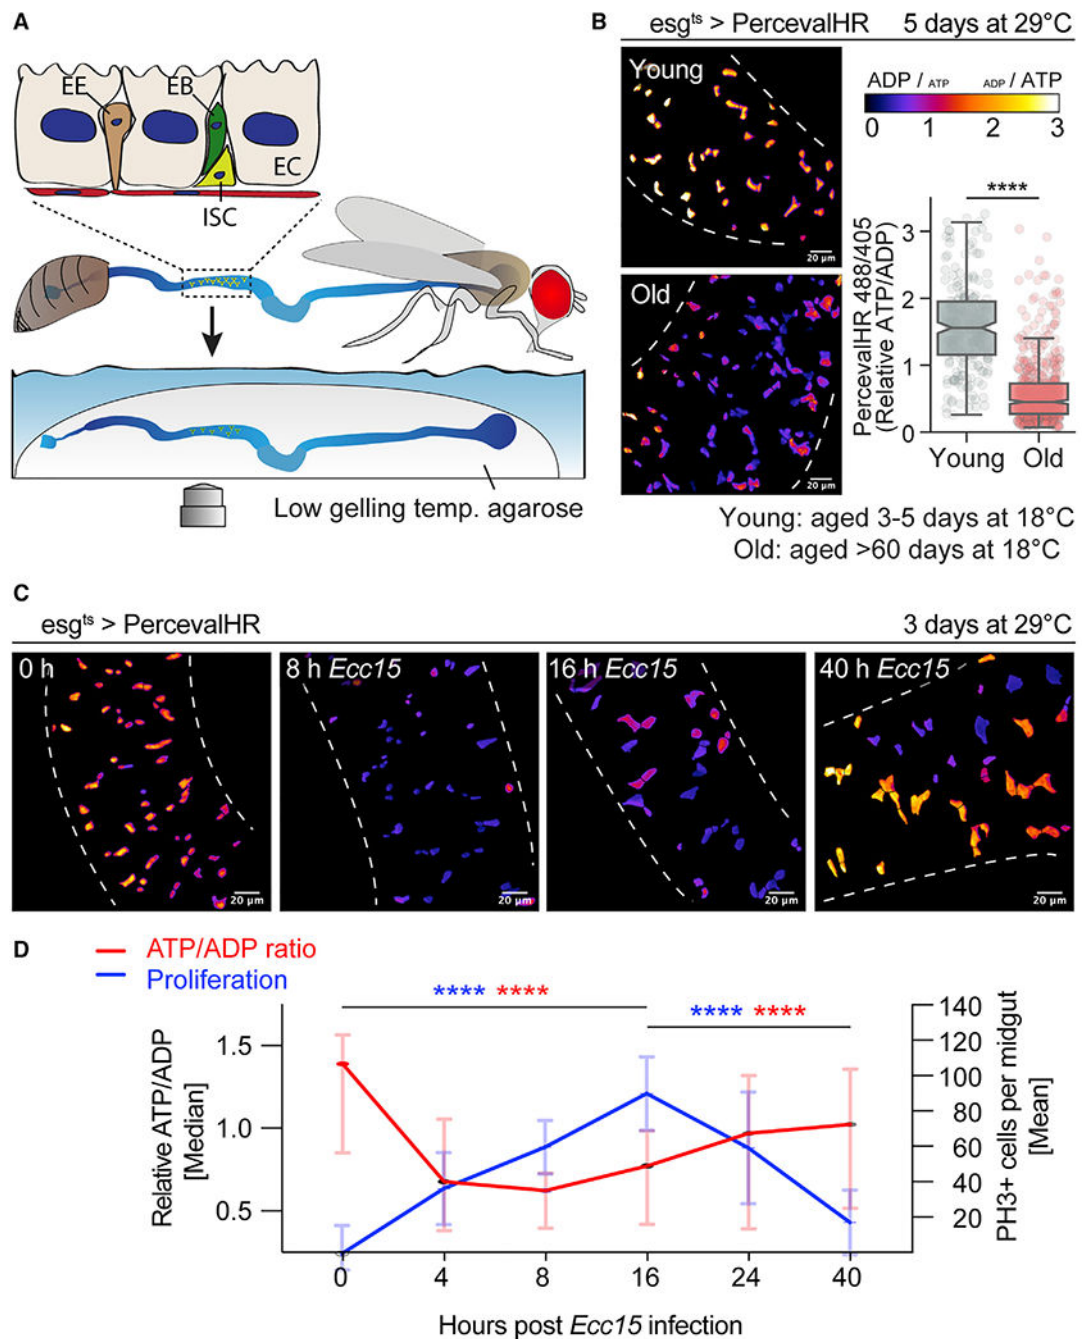 A
EE
EB
EC
ISC
Low gelling temp. agarose
B
esg^ts > PercevalHR 5 days at 29°C
Young
20 µm
Old
20 µm
ADP / ATP ADP / ATP
0 1 2 3
****
PercevalHR 488/405
(Relative ATP/ADP)
3
2
1
0
Young Old
Young: aged 3-5 days at 18°C
Old: aged >60 days at 18°C
C
esg^ts > PercevalHR 3 days at 29°C
0 h
20 µm
8 h Ecc15
20 µm
16 h Ecc15
20 µm
40 h Ecc15
20 µm
D
ATP/ADP ratio
Proliferation
**** ****
**** ****
Relative ATP/ADP
[Median]
1.5
1.0
0.5
140
120
100
80
60
40
20
PH3+ cells per midgut
[Mean]
0 4 8 16 24 40
Hours post Ecc15 infection